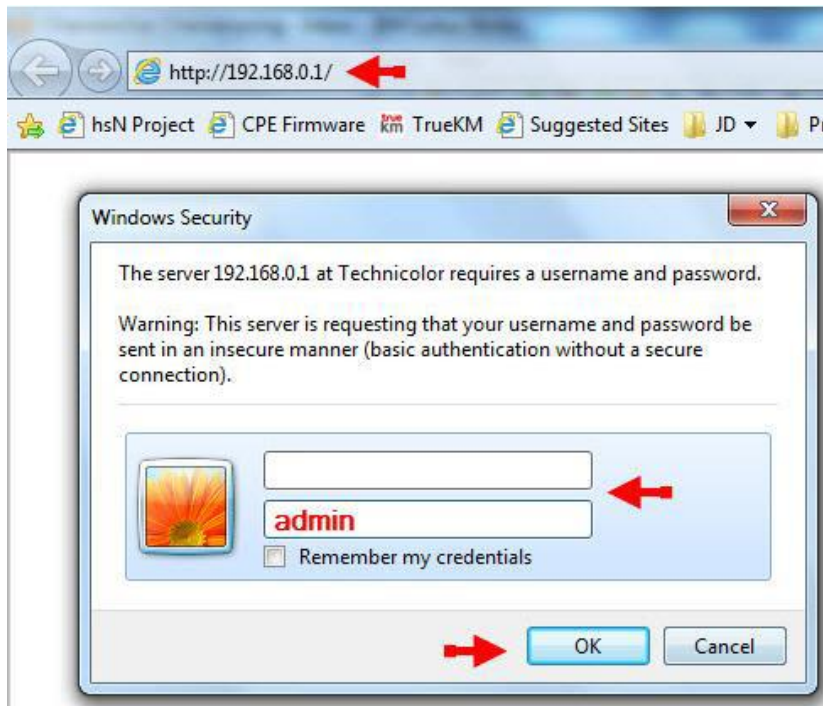 http://192.168.0.1/
hsN Project CPE Firmware true km TrueKM Suggested Sites JD
Windows Security
The server 192.168.0.1 at Technicolor requires a username and password.
Warning: This server is requesting that your username and password be
sent in an insecure manner (basic authentication without a secure
connection).
admin
Remember my credentials
OK Cancel